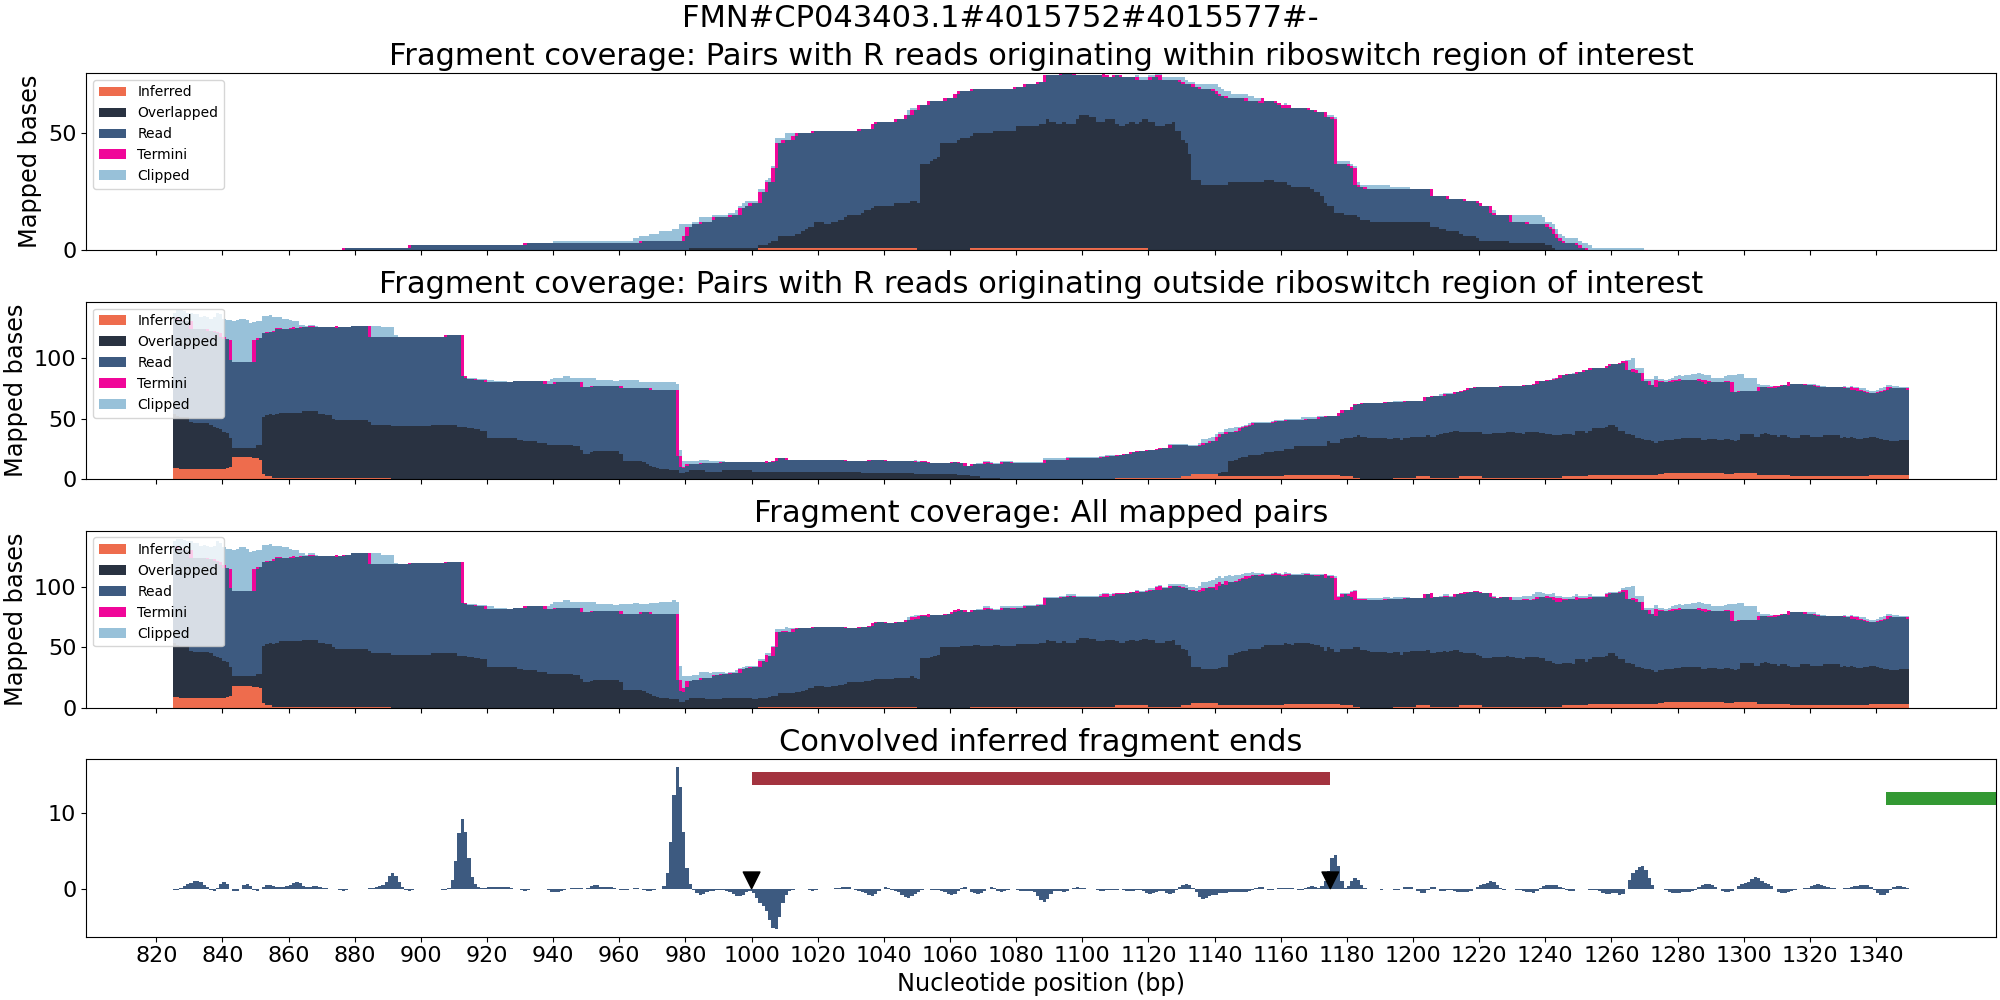 FMN#CP043403.1#4015752#4015577#-
Fragment coverage: Pairs with R reads originating within riboswitch region of interest
Mapped bases
50
0
Inferred
Overlapped
Read
Termini
Clipped
Fragment coverage: Pairs with R reads originating outside riboswitch region of interest
Mapped bases
100
50
0
Inferred
Overlapped
Read
Termini
Clipped
Fragment coverage: All mapped pairs
Mapped bases
100
50
0
Inferred
Overlapped
Read
Termini
Clipped
Convolved inferred fragment ends
10
0
820 840 860 880 900 920 940 960 980 1000 1020 1040 1060 1080 1100 1120 1140 1160 1180 1200 1220 1240 1260 1280 1300 1320 1340
Nucleotide position (bp)